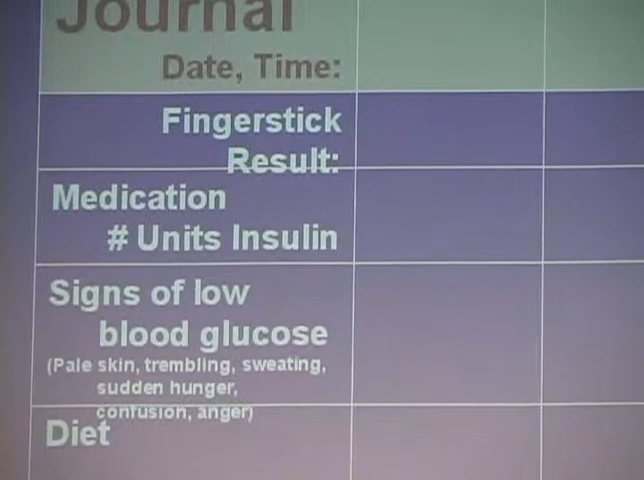 Journal
Date, Time:
Fingerstick
Result:
Medication
# Units Insulin
Signs of low
blood glucose
(Pale skin, trembling, sweating,
sudden hunger,
confusion, anger)
Diet